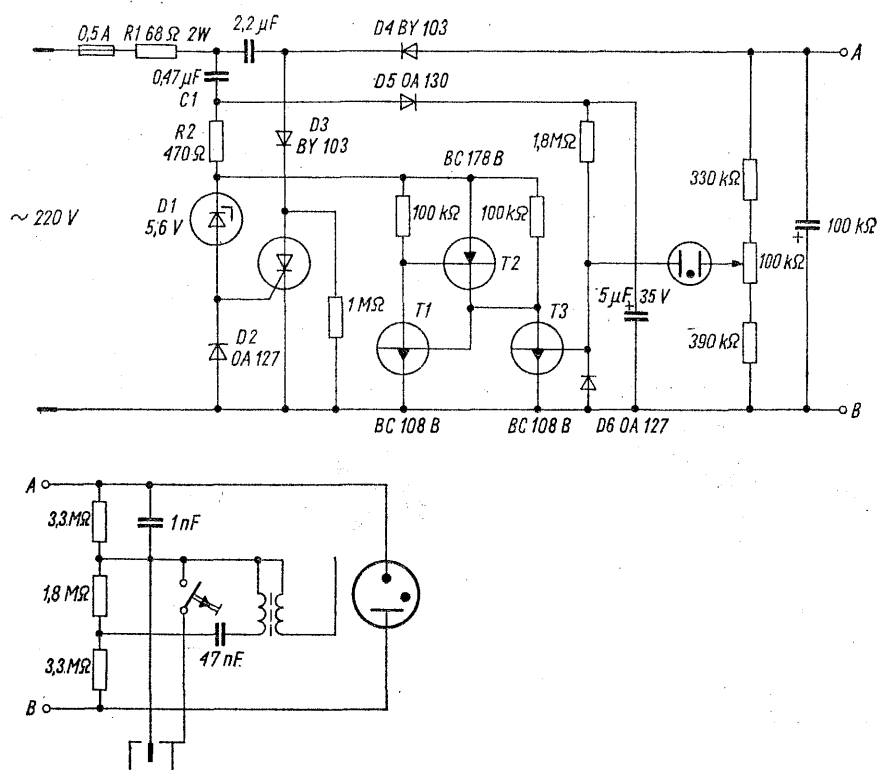 0,5 A R1 68 Ω 2W 2,2 µF D4 BY 103
A
0,47 µF
C1
D5 OA 130
R2
470 Ω
D3
BY 103
1,8 MΩ
BC 178 B
330 kΩ
D1
5,6 V
~ 220 V
100 kΩ
100 kΩ
T2
100 kΩ
100 kΩ
1 MΩ
T1
T3
5 µF 35 V
+
+
390 kΩ
D2
OA 127
B
BC 108 B
BC 108 B
D6 OA 127
A
3,3 MΩ
1 nF
1,8 MΩ
47 nF
3,3 MΩ
B